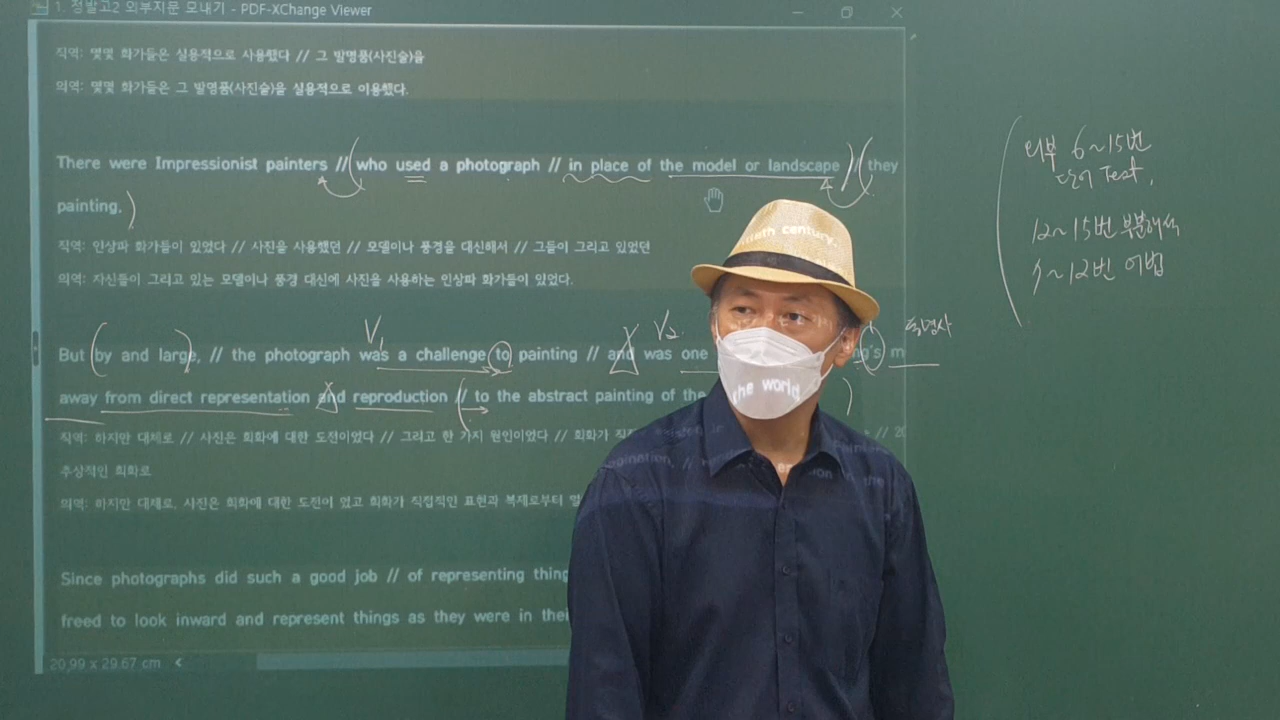 1. 정발고2 외부지문 모내기 - PDF-XChange Viewer
직역: 몇몇 화가들은 실용적으로 사용했다 // 그 발명품(사진술)을
의역: 몇몇 화가들은 그 발명품(사진술)을 실용적으로 이용했다.
There were Impressionist painters // who used a photograph // in place of the model or landscape // they
painting.
직역: 인상파 화가들이 있었다 // 사진을 사용했던 // 모델이나 풍경을 대신해서 // 그들이 그리고 있었던
의역: 자신들이 그리고 있는 모델이나 풍경 대신에 사진을 사용하는 인상파 화가들이 있었다.
V1
V2
동명사
But by and large, // the photograph was a challenge to painting // and was one ng's m
away from direct representation and reproduction // to the abstract painting of the
직역: 하지만 대체로 // 사진은 회화에 대한 도전이었다 // 그리고 한 가지 원인이었다 // 회화가 직 // 20
추상적인 회화로
의역: 하지만 대체로, 사진은 회화에 대한 도전이 었고 회화가 직접적인 표현과 복제로부터
Since photographs did such a good job // of representing thing
freed to look inward and represent things as they were in thei
20.99 x 29.67 cm
외부 6~15번
단어 Test,
12~15번 부분해석
~12번 어법
century.
the world